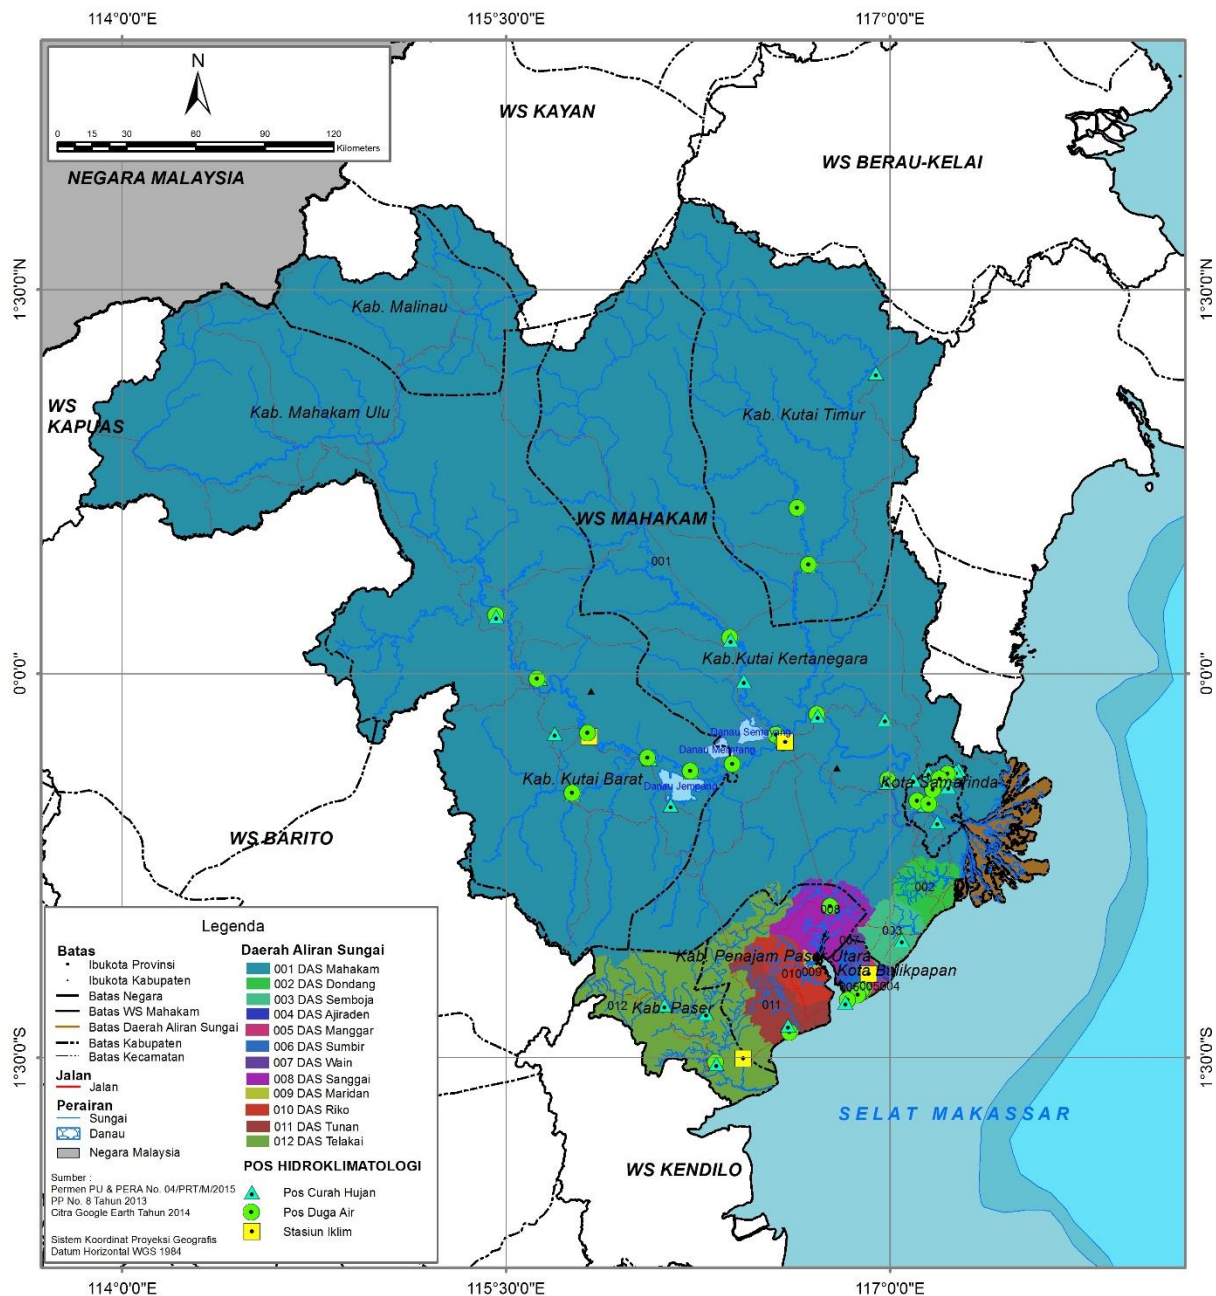 114°0'0"E
115°30'0"E
117°0'0"E
N
0 15 30 60 90 120
Kilometers
WS KAYAN
WS BERAU-KELAI
NEGARA MALAYSIA
1°30'0"N
1°30'0"N
Kab. Malinau
WS
KAPUAS
Kab. Mahakam Ulu
Kab. Kutai Timur
WS MAHAKAM
001
0°0'0"
0°0'0"
Kab.Kutai Kertanegara
Danau Semayang
Danau Melintang
Kab. Kutai Barat
Danau Jempang
Kota Samarinda
WS BARITO
002
008
003
007
Kab. Penajam Paser Utara
Kota Balikpapan
010
009
006
005
004
012
Kab. Paser
011
1°30'0"S
1°30'0"S
SELAT MAKASSAR
WS KENDILO
Legenda
Batas
Ibukota Provinsi
Ibukota Kabupaten
Batas Negara
Batas WS Mahakam
Batas Daerah Aliran Sungai
Batas Kabupaten
Batas Kecamatan
Jalan
Jalan
Perairan
Sungai
Danau
Negara Malaysia
Sumber :
Permen PU & PERA No. 04/PRT/M/2015
PP No. 8 Tahun 2013
Citra Google Earth Tahun 2014
Sistem Koordinat Proyeksi Geografis
Datum Horizontal WGS 1984
Daerah Aliran Sungai
001 DAS Mahakam
002 DAS Dondang
003 DAS Semboja
004 DAS Ajiraden
005 DAS Manggar
006 DAS Sumbir
007 DAS Wain
008 DAS Sanggai
009 DAS Maridan
010 DAS Riko
011 DAS Tunan
012 DAS Telakai
POS HIDROKLIMATOLOGI
Pos Curah Hujan
Pos Duga Air
Stasiun Iklim
114°0'0"E
115°30'0"E
117°0'0"E